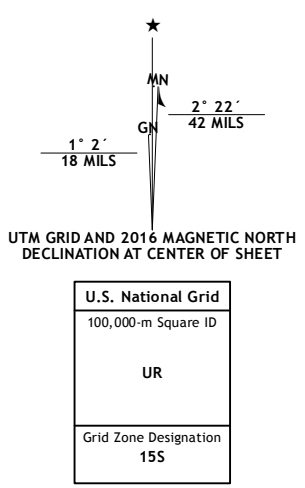 ★
MN
GN
2° 22´
42 MILS
1° 2´
18 MILS
UTM GRID AND 2016 MAGNETIC NORTH
DECLINATION AT CENTER OF SHEET
U.S. National Grid
100,000-m Square ID
UR
Grid Zone Designation
15S